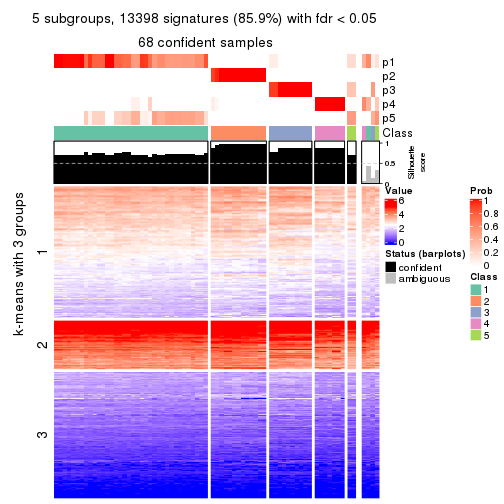 5 subgroups, 13398 signatures (85.9%) with fdr < 0.05
68 confident samples
p1
p2
p3
p4
p5
Class
1
0.5
0
Silhouette
score
k-means with 3 groups
1
2
3
Value
6
4
2
0
Status (barplots)
confident
ambiguous
Prob
1
0.8
0.6
0.4
0.2
0
Class
1
2
3
4
5